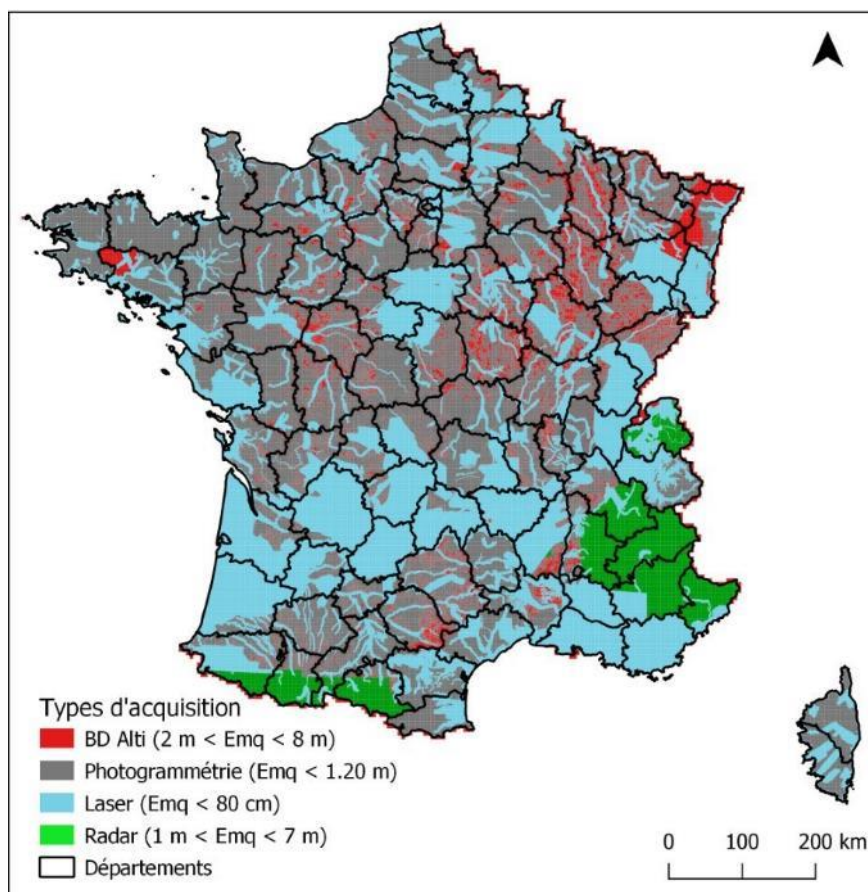 Types d'acquisition
BD Alti (2 m < Emq < 8 m)
Photogrammétrie (Emq < 1.20 m)
Laser (Emq < 80 cm)
Radar (1 m < Emq < 7 m)
Départements
0 100 200 km